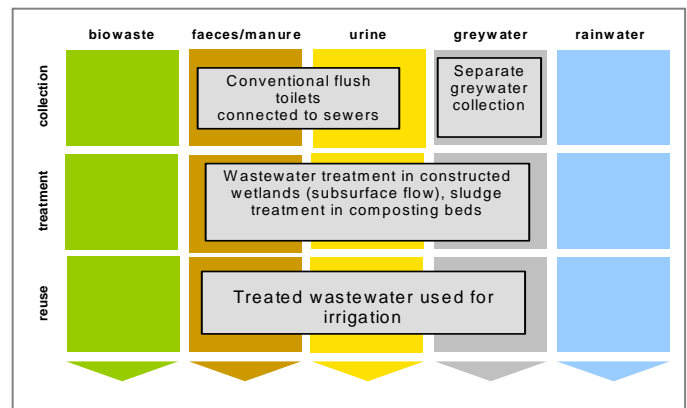 biowaste faeces/manure urine greywater rainwater
collection
Conventional flush
toilets
connected to sewers
Separate
greywater
collection
treatment
Wastewater treatment in constructed
wetlands (subsurface flow), sludge
treatment in composting beds
reuse
Treated wastewater used for
irrigation